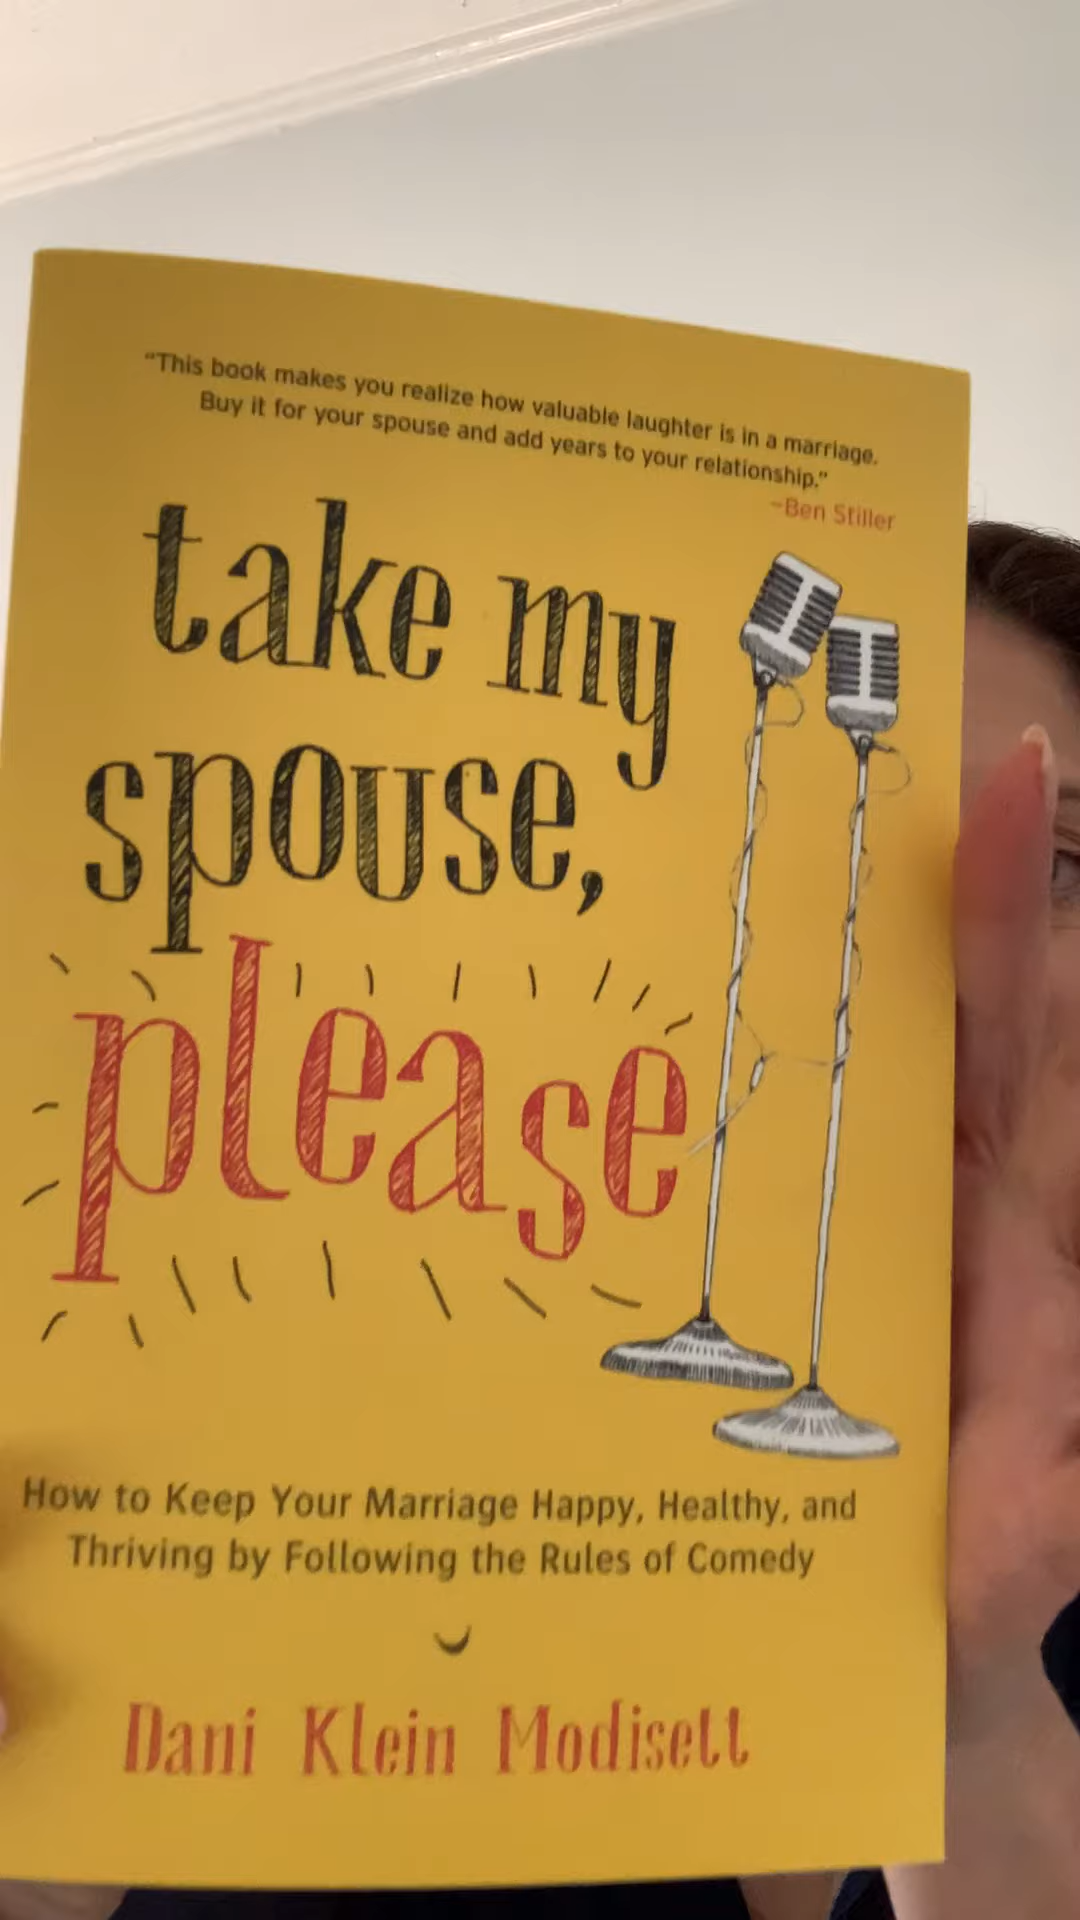 “This book makes you realize how valuable laughter is in a marriage.
Buy it for your spouse and add years to your relationship.”
~Ben Stiller
take my
spouse,
please
How to Keep Your Marriage Happy, Healthy, and
Thriving by Following the Rules of Comedy
Dani Klein Modisett